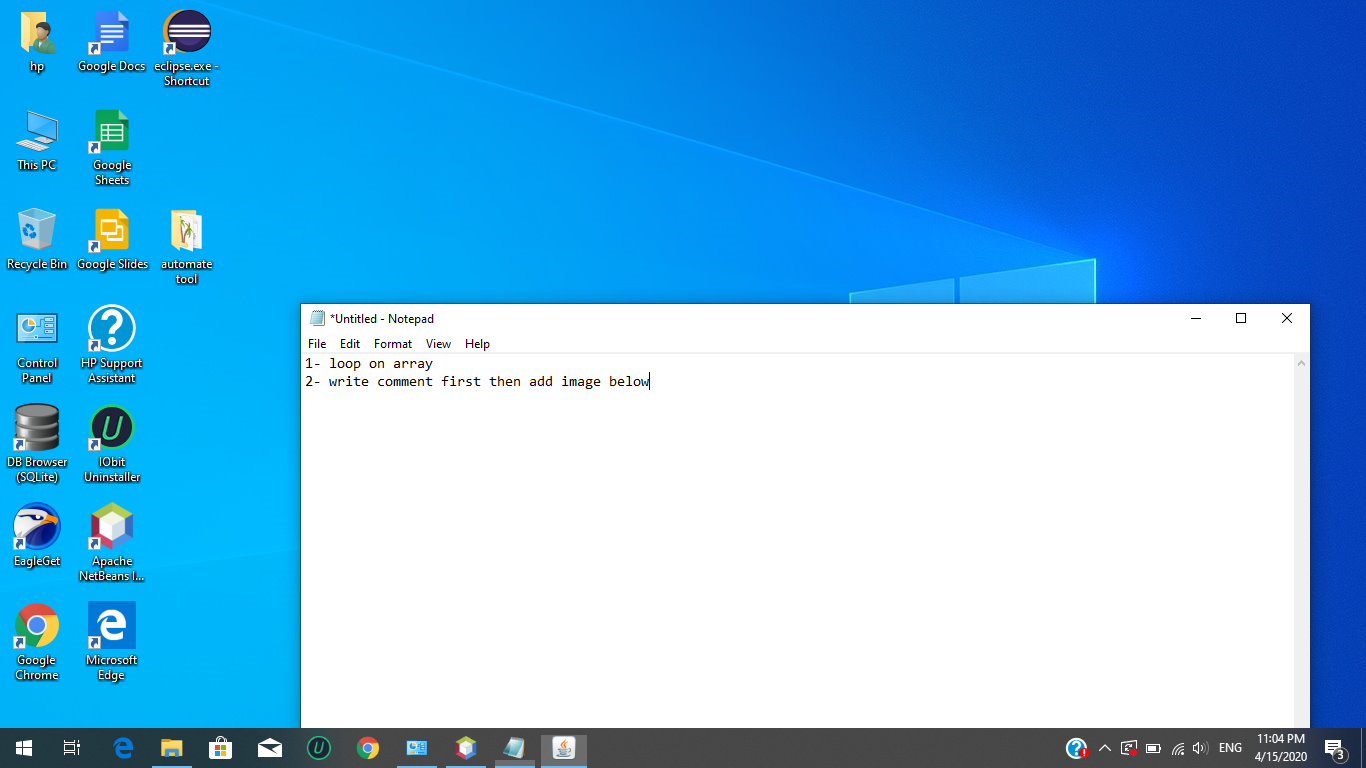 hp
Google Docs
eclipse.exe -
Shortcut
This PC
Google
Sheets
Recycle Bin
Google Slides
automate
tool
Control
Panel
HP Support
Assistant
DB Browser
(SQLite)
IObit
Uninstaller
EagleGet
Apache
NetBeans I...
Google
Chrome
Microsoft
Edge
*Untitled - Notepad
File Edit Format View Help
1- loop on array
2- write comment first then add image below
ENG
11:04 PM
4/15/2020
3